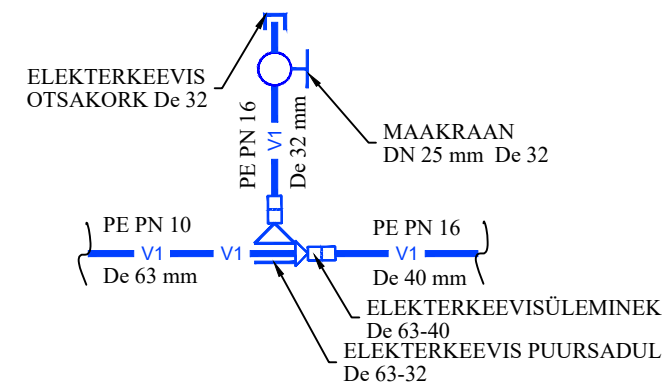 ELEKTERKEEVIS
OTSAKORK De 32
PE PN 16
V1
De 32 mm
MAAKRAAN
DN 25 mm De 32
PE PN 10
V1 V1
De 63 mm
PE PN 16
V1
De 40 mm
ELEKTERKEEVISÜLEMINEK
De 63-40
ELEKTERKEEVIS PUURSADUL
De 63-32